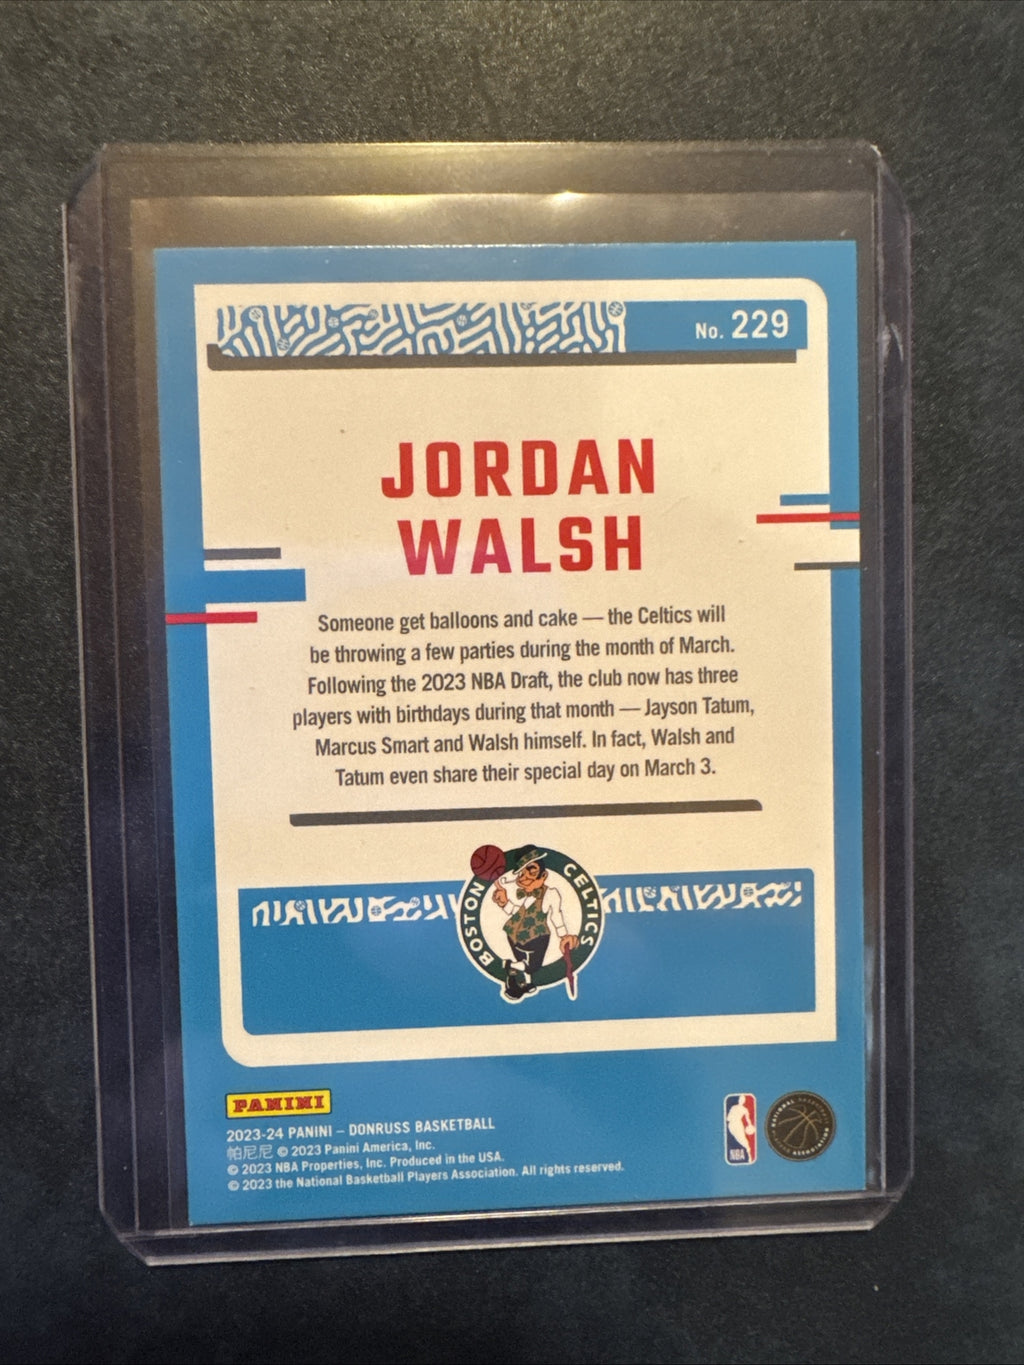 No. 229
JORDAN
WALSH
Someone get balloons and cake — the Celtics will
be throwing a few parties during the month of March.
Following the 2023 NBA Draft, the club now has three
players with birthdays during that month — Jayson Tatum,
Marcus Smart and Walsh himself. In fact, Walsh and
Tatum even share their special day on March 3.
BOSTON CELTICS
PANINI
2023-24 PANINI – DONRUSS BASKETBALL
帕尼尼 © 2023 Panini America, Inc.
© 2023 NBA Properties, Inc. Produced in the USA.
© 2023 the National Basketball Players Association. All rights reserved.
NBA
NATIONAL BASKETBALL
PLAYERS ASSOCIATION